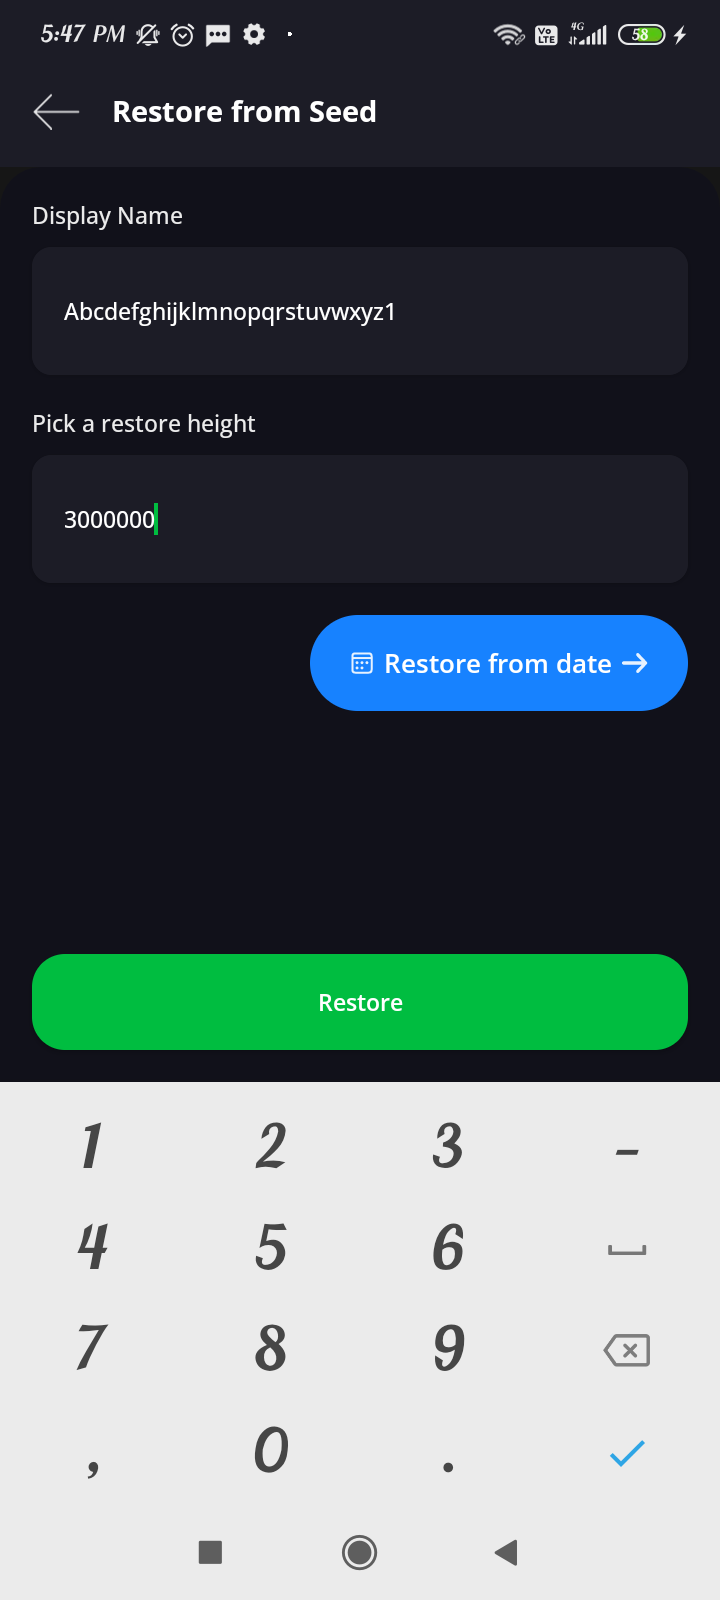 5:47 PM
Vo LTE 4G 58
Restore from Seed
Display Name
Abcdefghijklmnopqrstuvwxyz1
Pick a restore height
3000000
Restore from date
Restore
1 2 3 -
4 5 6
7 8 9
, 0 .